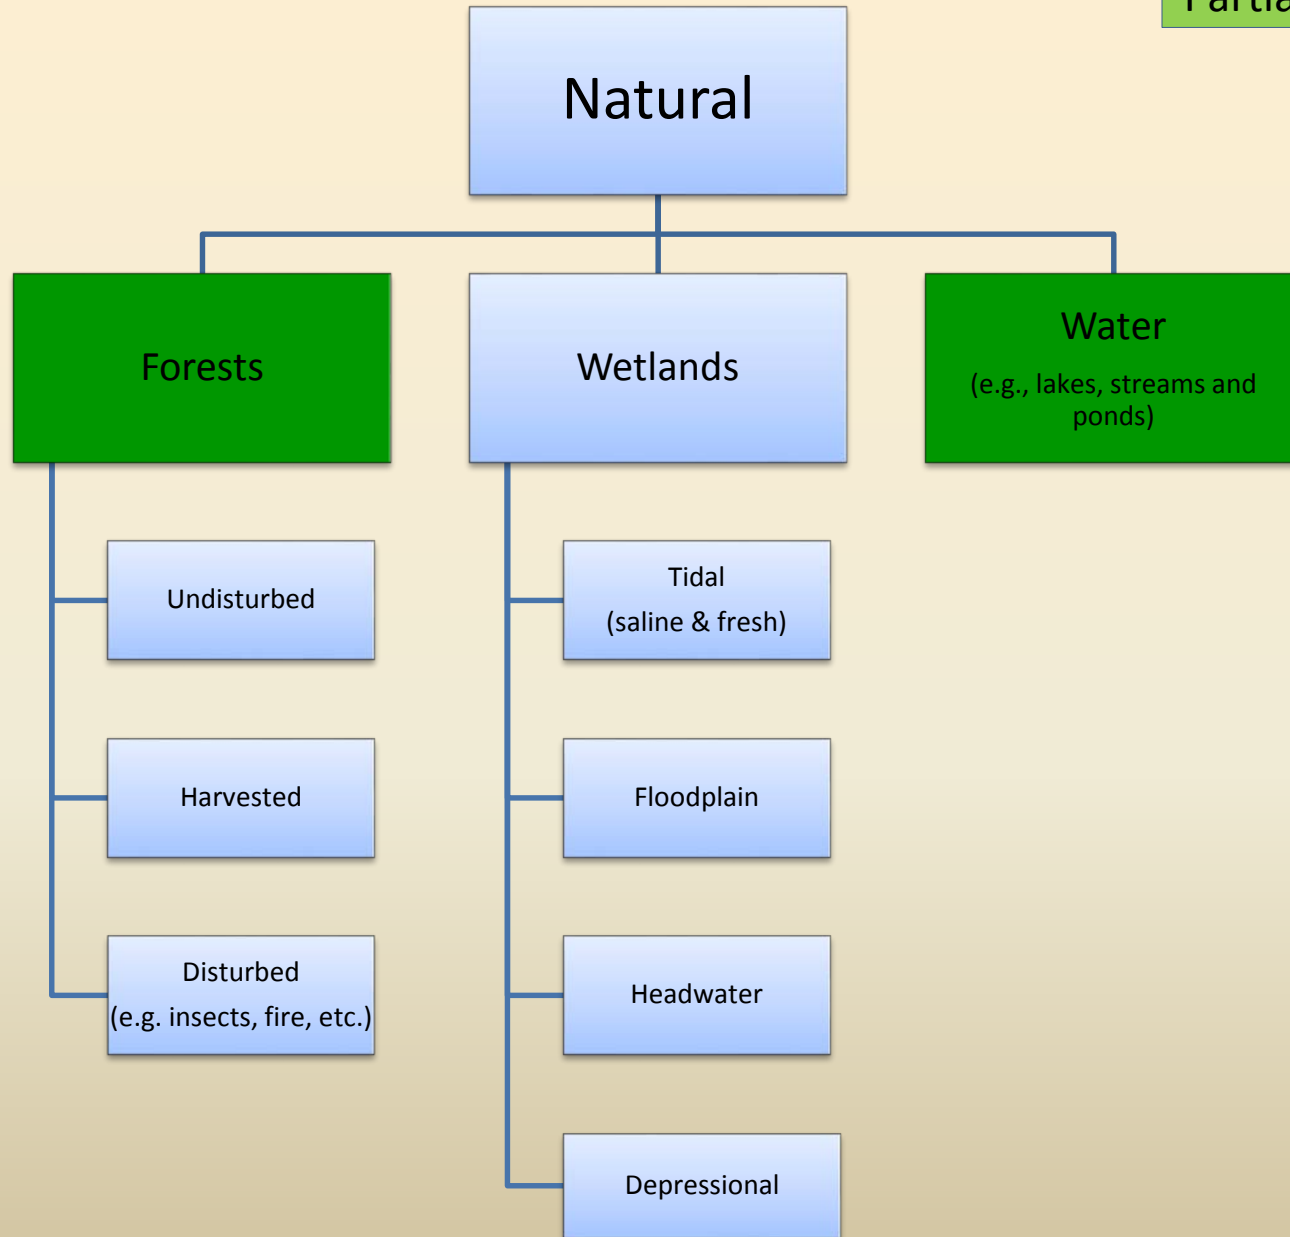 Natural
Forests
Wetlands
Water
(e.g., lakes, streams and
ponds)
Undisturbed
Harvested
Disturbed
(e.g. insects, fire, etc.)
Tidal
(saline & fresh)
Floodplain
Headwater
Depressional